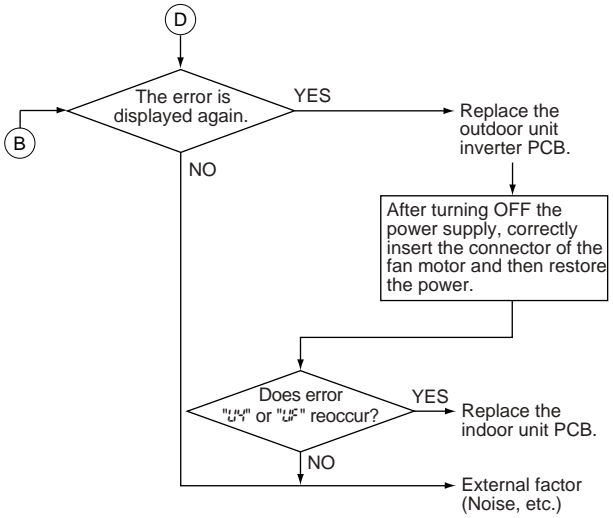 D
The error is
displayed again.
YES
Replace the
outdoor unit
inverter PCB.
B
NO
After turning OFF the
power supply, correctly
insert the connector of the
fan motor and then restore
the power.
Does error
"U4" or "UF" reoccur?
YES
Replace the
indoor unit PCB.
NO
External factor
(Noise, etc.)